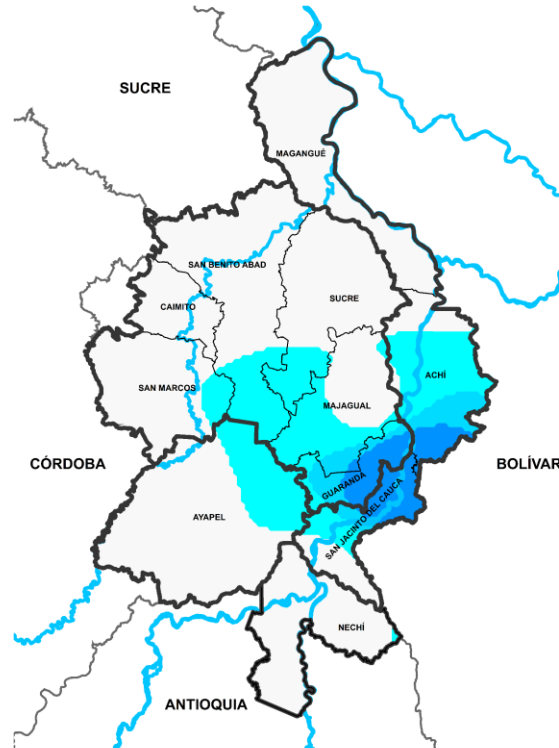 SUCRE
MAGANGUÉ
SAN BENITO ABAD
SUCRE
CAIMITO
ACHÍ
SAN MARCOS
MAJAGUAL
CÓRDOBA
BOLÍVAR
GUARANDA
AYAPEL
SAN JACINTO DEL CAUCA
NECHÍ
ANTIOQUIA